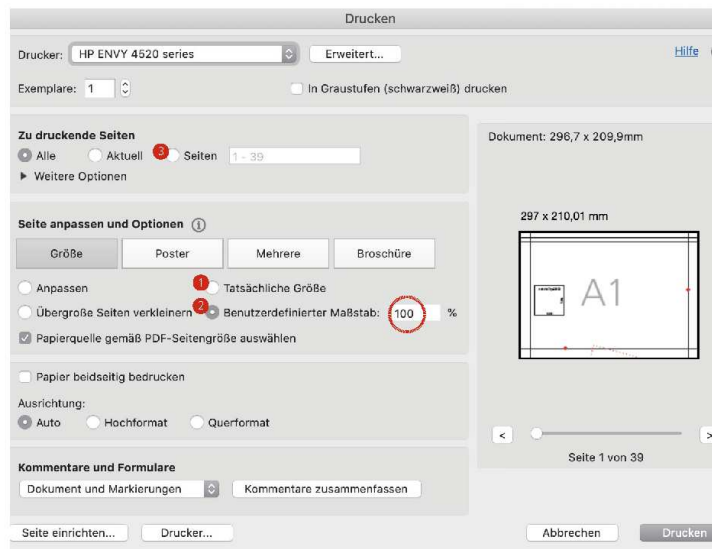 Drucken
Drucker: HP ENVY 4520 series Erweitert... Hilfe
Exemplare: 1 In Graustufen (schwarzweiß) drucken
Zu druckende Seiten
Alle Aktuell 3 Seiten 1 - 39
Weitere Optionen
Seite anpassen und Optionen
Größe Poster Mehrere Broschüre
Anpassen 1 Tatsächliche Größe
Übergroße Seiten verkleinern 2 Benutzerdefinierter Maßstab: 100 %
Papierquelle gemäß PDF-Seitengröße auswählen
Papier beidseitig bedrucken
Ausrichtung:
Auto Hochformat Querformat
Kommentare und Formulare
Dokument und Markierungen Kommentare zusammenfassen
Seite einrichten... Drucker...
Dokument: 296,7 x 209,9mm
297 x 210,01 mm
A1
< >
Seite 1 von 39
Abbrechen Drucken